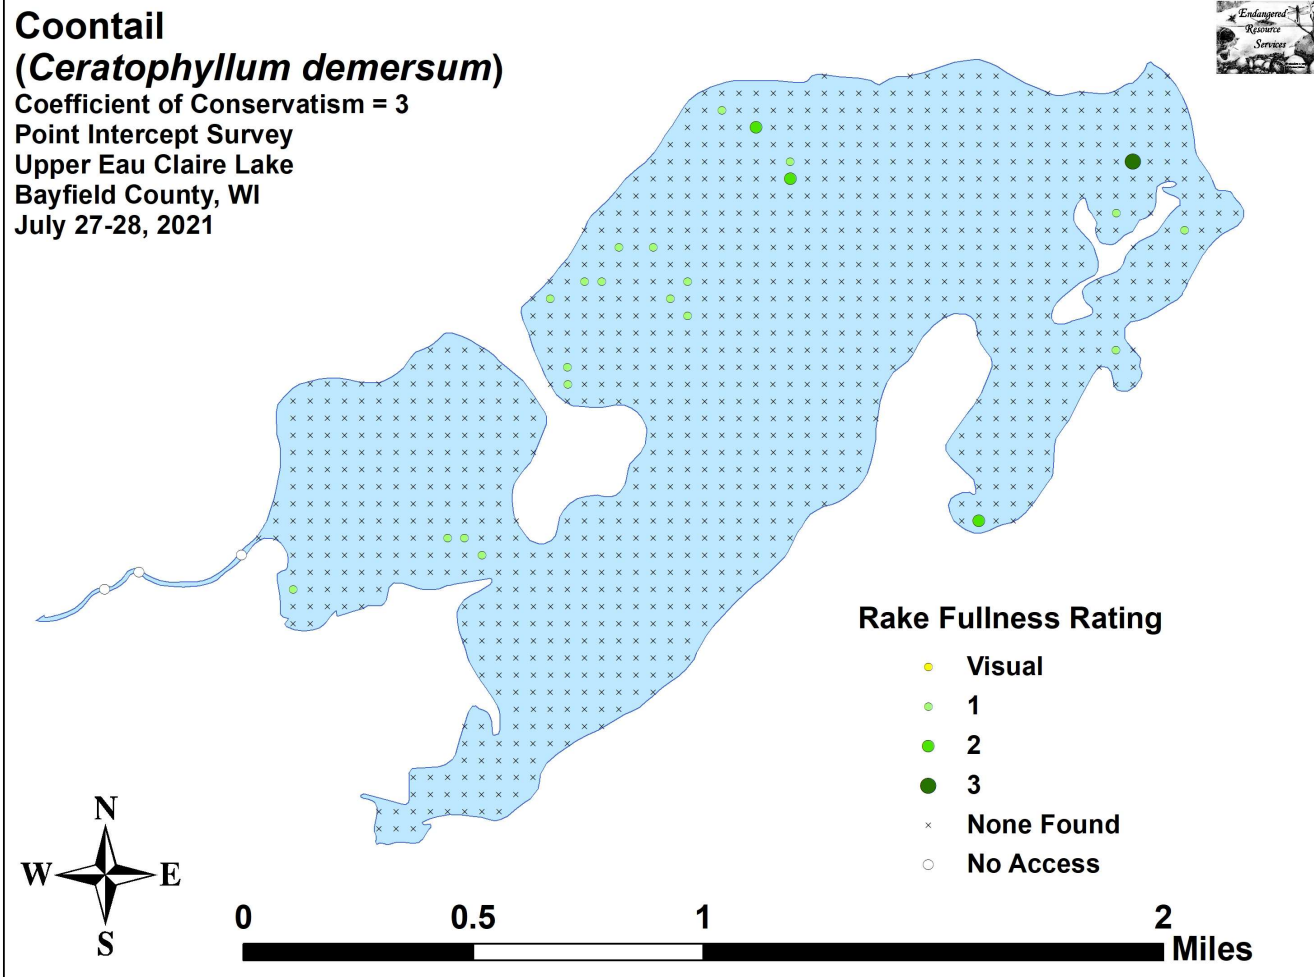 Coontail
(Ceratophyllum demersum)
Coefficient of Conservatism = 3
Point Intercept Survey
Upper Eau Claire Lake
Bayfield County, WI
July 27-28, 2021
Endangered
Resource
Services
Rake Fullness Rating
Visual
1
2
3
None Found
No Access
N
W E
S
0 0.5 1 2
Miles